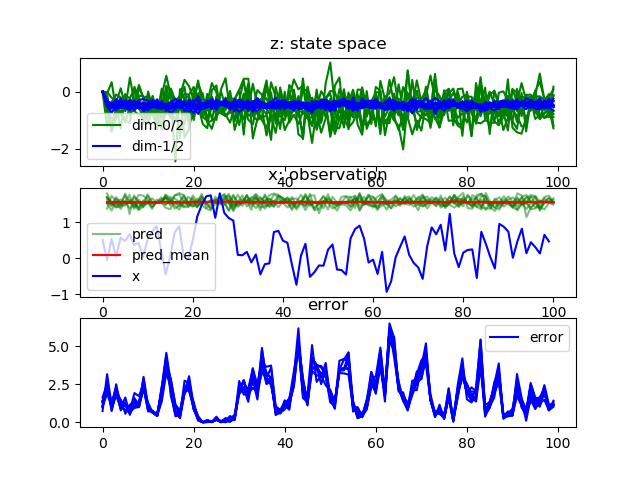 z: state space
0
−2
dim-0/2
dim-1/2
0 20 40 60 80 100
x: observation
1
0
−1
pred
pred_mean
x
0 20 40 60 80 100
error
5.0
2.5
0.0
error
0 20 40 60 80 100